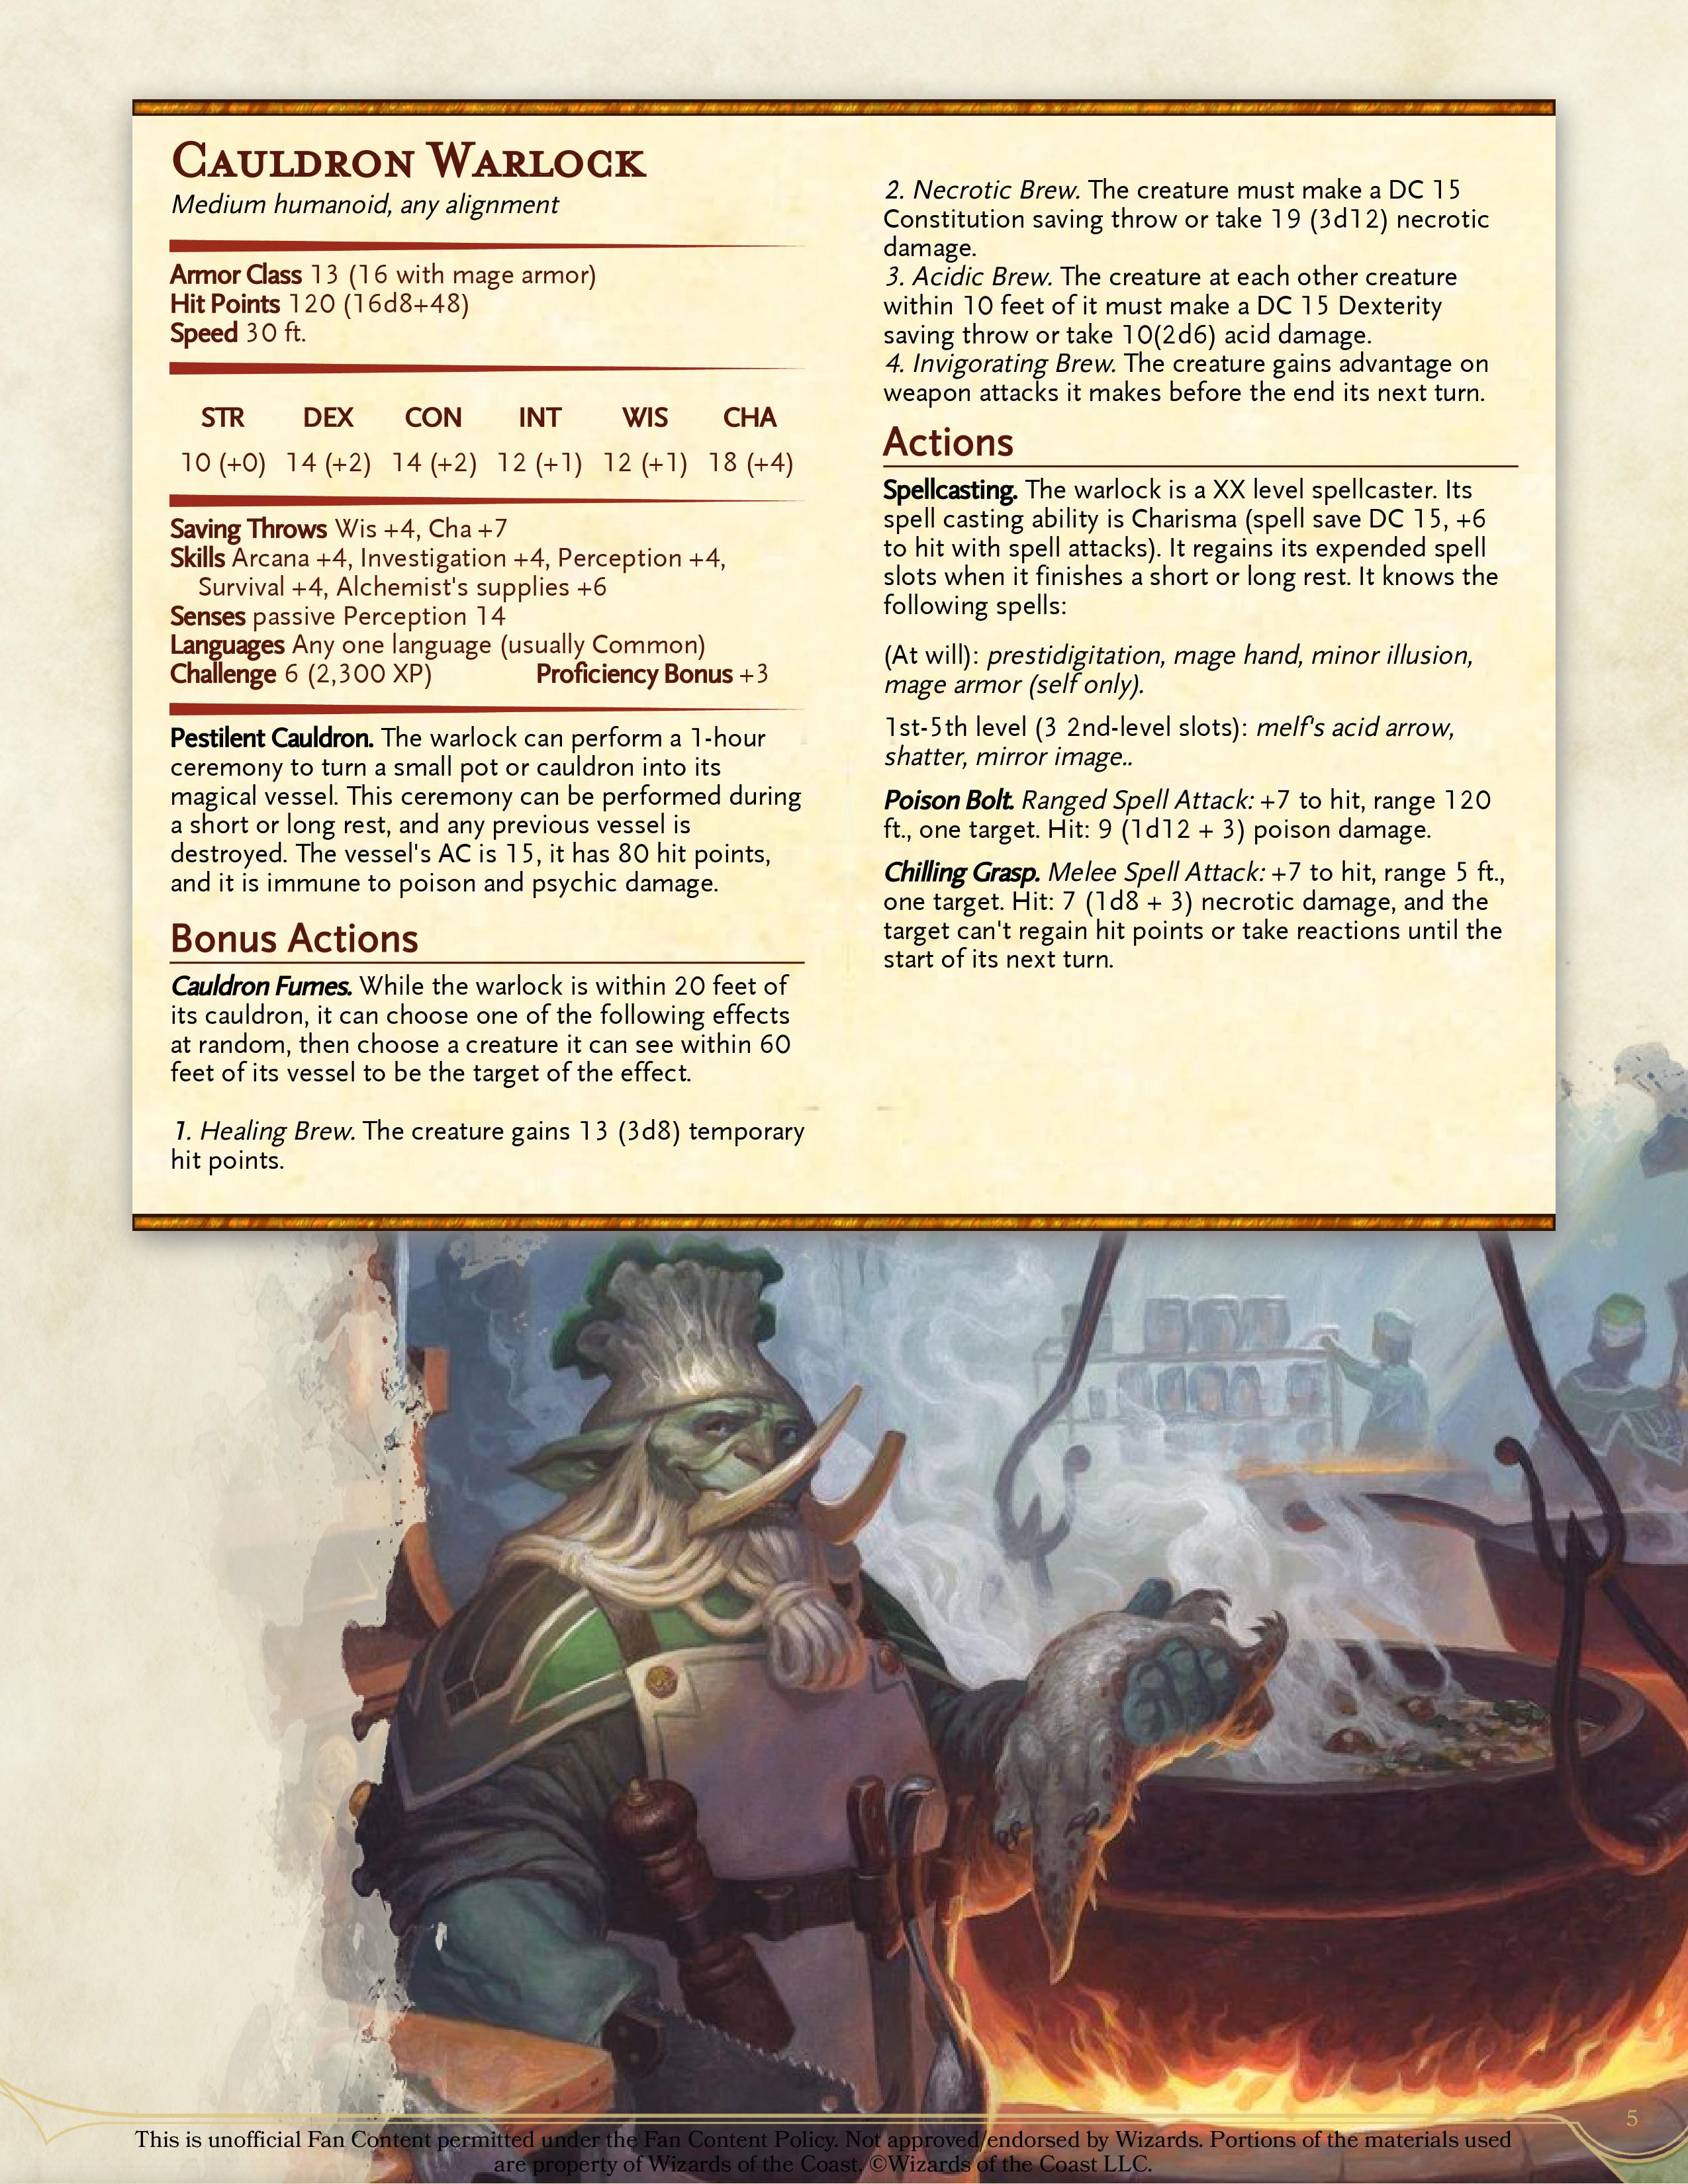 Cauldron Warlock
Medium humanoid, any alignment
Armor Class 13 (16 with mage armor)
Hit Points 120 (16d8+48)
Speed 30 ft.
STR DEX CON INT WIS CHA
10 (+0) 14 (+2) 14 (+2) 12 (+1) 12 (+1) 18 (+4)
Saving Throws Wis +4, Cha +7
Skills Arcana +4, Investigation +4, Perception +4,
Survival +4, Alchemist's supplies +6
Senses passive Perception 14
Languages Any one language (usually Common)
Challenge 6 (2,300 XP) Proficiency Bonus +3
Pestilent Cauldron. The warlock can perform a 1-hour
ceremony to turn a small pot or cauldron into its
magical vessel. This ceremony can be performed during
a short or long rest, and any previous vessel is
destroyed. The vessel's AC is 15, it has 80 hit points,
and it is immune to poison and psychic damage.
Bonus Actions
Cauldron Fumes. While the warlock is within 20 feet of
its cauldron, it can choose one of the following effects
at random, then choose a creature it can see within 60
feet of its vessel to be the target of the effect.
1. Healing Brew. The creature gains 13 (3d8) temporary
hit points.
2. Necrotic Brew. The creature must make a DC 15
Constitution saving throw or take 19 (3d12) necrotic
damage.
3. Acidic Brew. The creature at each other creature
within 10 feet of it must make a DC 15 Dexterity
saving throw or take 10(2d6) acid damage.
4. Invigorating Brew. The creature gains advantage on
weapon attacks it makes before the end its next turn.
Actions
Spellcasting. The warlock is a XX level spellcaster. Its
spell casting ability is Charisma (spell save DC 15, +6
to hit with spell attacks). It regains its expended spell
slots when it finishes a short or long rest. It knows the
following spells:
(At will): prestidigitation, mage hand, minor illusion,
mage armor (self only).
1st-5th level (3 2nd-level slots): melf's acid arrow,
shatter, mirror image..
Poison Bolt. Ranged Spell Attack: +7 to hit, range 120
ft., one target. Hit: 9 (1d12 + 3) poison damage.
Chilling Grasp. Melee Spell Attack: +7 to hit, range 5 ft.,
one target. Hit: 7 (1d8 + 3) necrotic damage, and the
target can't regain hit points or take reactions until the
start of its next turn.
5
This is unofficial Fan Content permitted under the Fan Content Policy. Not approved/endorsed by Wizards. Portions of the materials used
are property of Wizards of the Coast. ©Wizards of the Coast LLC.